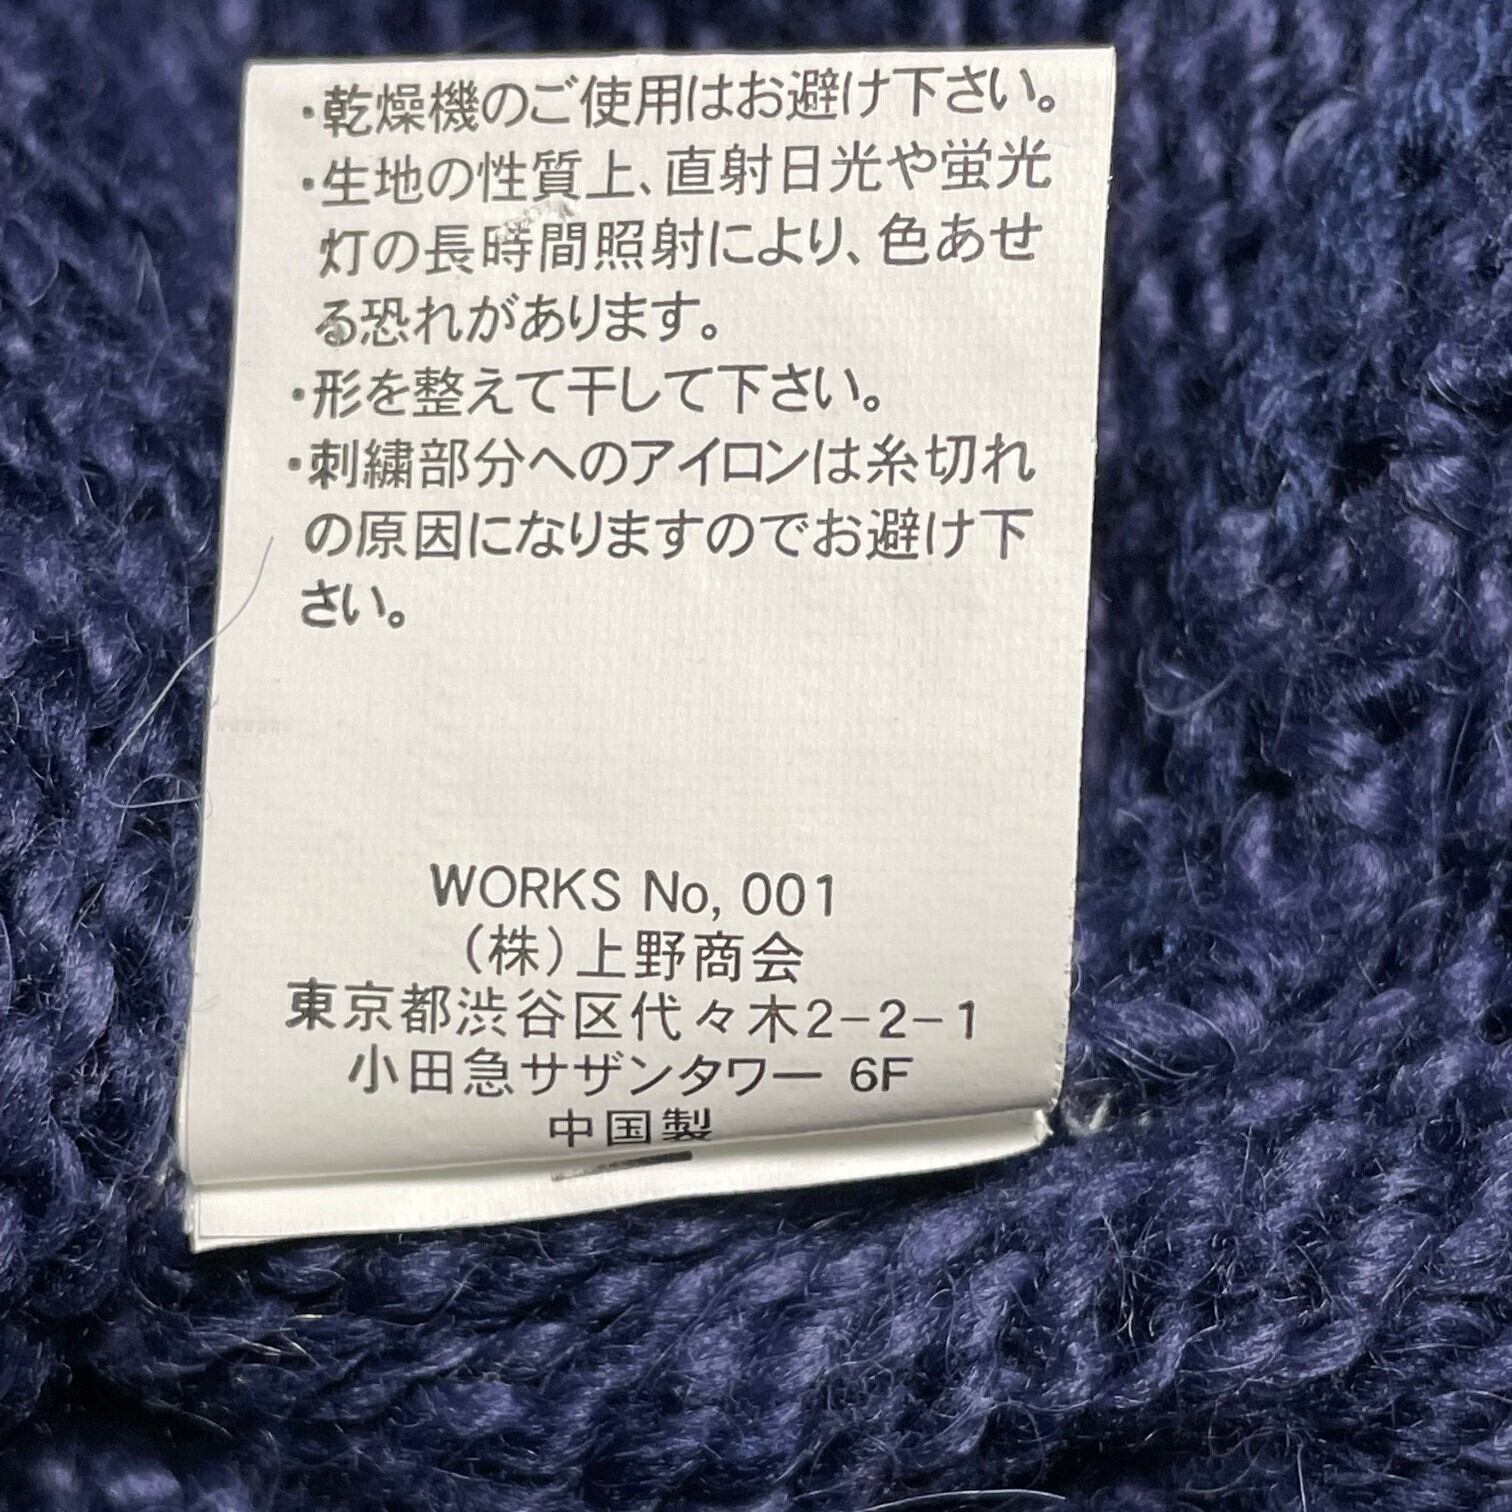 ・乾燥機のご使用はお避け下さい。
・生地の性質上、直射日光や蛍光
灯の長時間照射により、色あせ
る恐れがあります。
・形を整えて干して下さい。
・刺繍部分へのアイロンは糸切れ
の原因になりますのでお避け下
さい。
WORKS No, 001
(株)上野商会
東京都渋谷区代々木2-2-1
小田急サザンタワー 6F
中国製